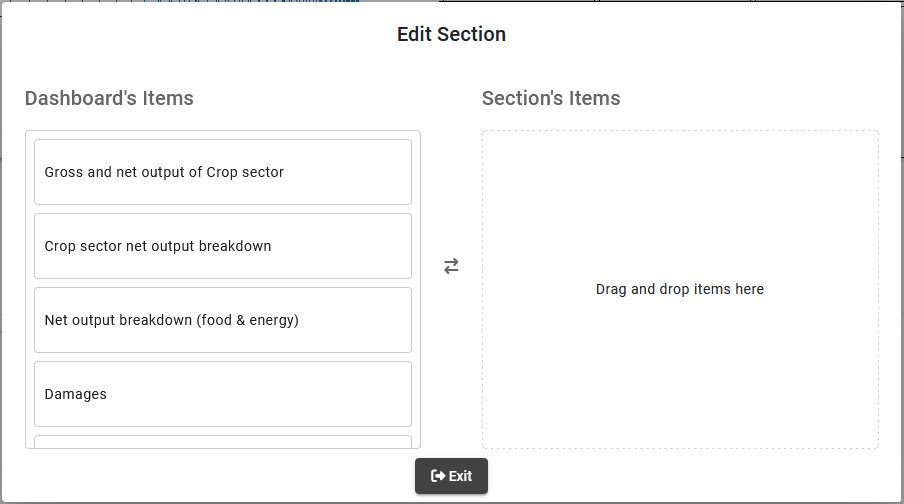 Edit Section
Dashboard's Items
Section's Items
Gross and net output of Crop sector
Crop sector net output breakdown
Net output breakdown (food & energy)
Damages
Drag and drop items here
Exit